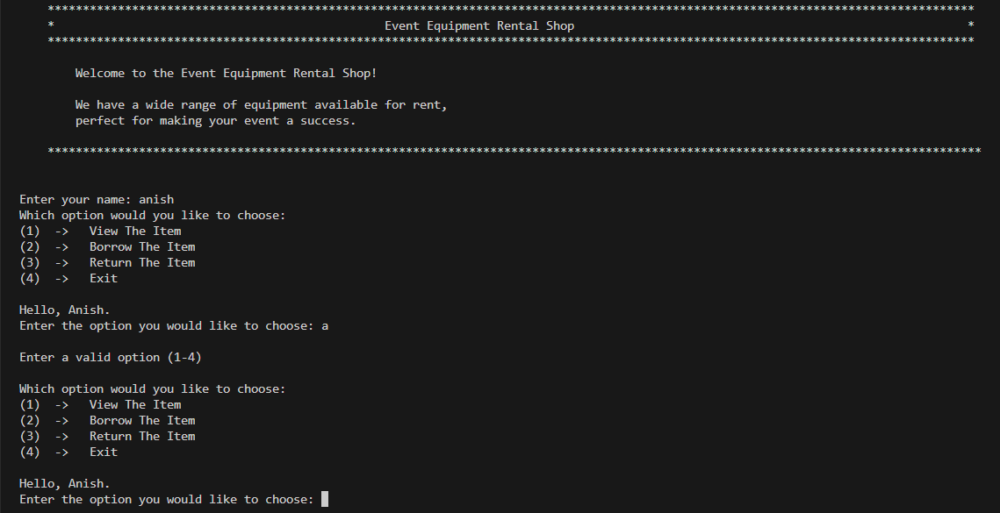 ************************************************************************************************************************************
* Event Equipment Rental Shop *
************************************************************************************************************************************
Welcome to the Event Equipment Rental Shop!
We have a wide range of equipment available for rent,
perfect for making your event a success.
*************************************************************************************************************************************
Enter your name: anish
Which option would you like to choose:
(1) -> View The Item
(2) -> Borrow The Item
(3) -> Return The Item
(4) -> Exit
Hello, Anish.
Enter the option you would like to choose: a
Enter a valid option (1-4)
Which option would you like to choose:
(1) -> View The Item
(2) -> Borrow The Item
(3) -> Return The Item
(4) -> Exit
Hello, Anish.
Enter the option you would like to choose: